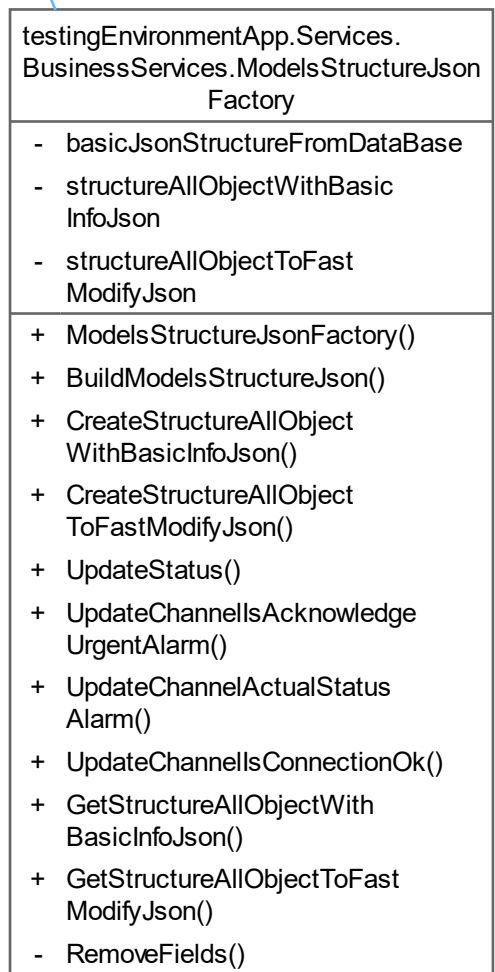 testingEnvironmentApp.Services.
BusinessServices.ModelsStructureJson
Factory
- basicJsonStructureFromDataBase
- structureAllObjectWithBasic
InfoJson
- structureAllObjectToFast
ModifyJson
+ ModelsStructureJsonFactory()
+ BuildModelsStructureJson()
+ CreateStructureAllObject
WithBasicInfoJson()
+ CreateStructureAllObject
ToFastModifyJson()
+ UpdateStatus()
+ UpdateChannelIsAcknowledge
UrgentAlarm()
+ UpdateChannelActualStatus
Alarm()
+ UpdateChannelIsConnectionOk()
+ GetStructureAllObjectWith
BasicInfoJson()
+ GetStructureAllObjectToFast
ModifyJson()
- RemoveFields()